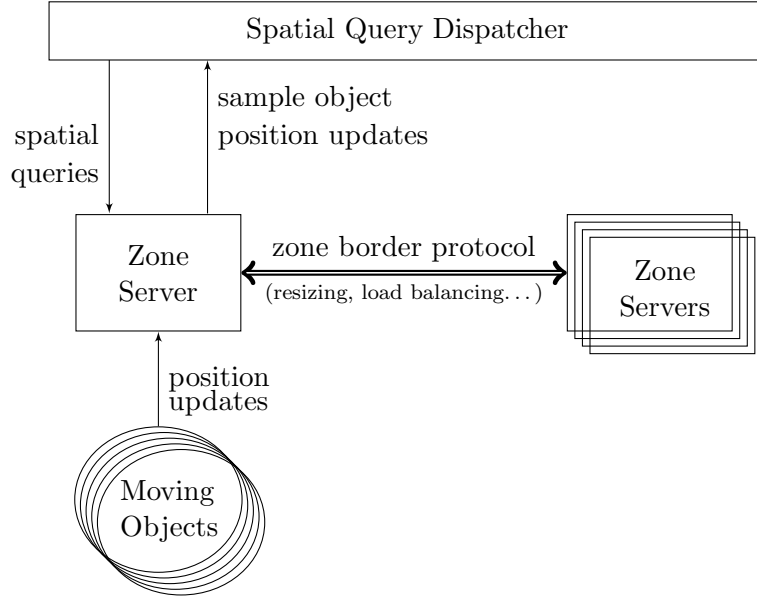 Spatial Query Dispatcher
spatial
queries
sample object
position updates
Zone
Server
zone border protocol
(resizing, load balancing...)
Zone
Servers
position
updates
Moving
Objects